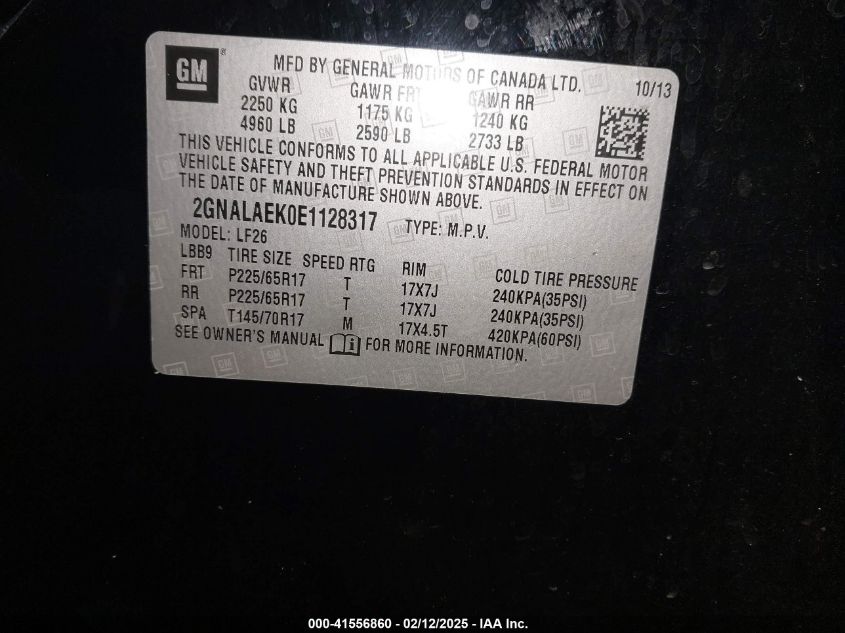 GM ®
MFD BY GENERAL MOTORS OF CANADA LTD. 10/13
GVWR GAWR FRT GAWR RR
2250 KG 1175 KG 1240 KG
4960 LB 2590 LB 2733 LB
THIS VEHICLE CONFORMS TO ALL APPLICABLE U.S. FEDERAL MOTOR
VEHICLE SAFETY AND THEFT PREVENTION STANDARDS IN EFFECT ON
THE DATE OF MANUFACTURE SHOWN ABOVE.
2GNALAEK0E1128317 TYPE: M.P.V.
MODEL: LF26
LBB9 TIRE SIZE SPEED RTG RIM COLD TIRE PRESSURE
FRT P225/65R17 T 17X7J 240KPA(35PSI)
RR P225/65R17 T 17X7J 240KPA(35PSI)
SPA T145/70R17 M 17X4.5T 420KPA(60PSI)
SEE OWNER'S MANUAL FOR MORE INFORMATION.
000-41556860 – 02/12/2025 – IAA Inc.